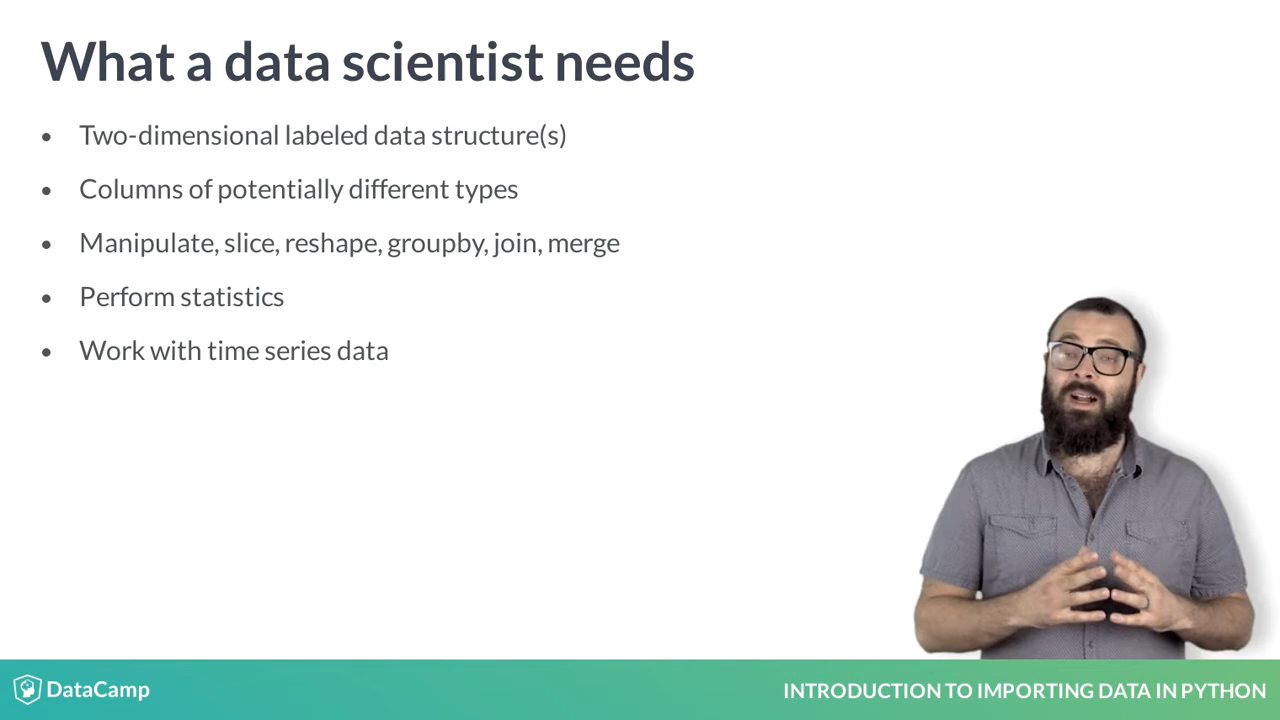 What a data scientist needs
• Two-dimensional labeled data structure(s)
• Columns of potentially different types
• Manipulate, slice, reshape, groupby, join, merge
• Perform statistics
• Work with time series data
DataCamp
INTRODUCTION TO IMPORTING DATA IN PYTHON